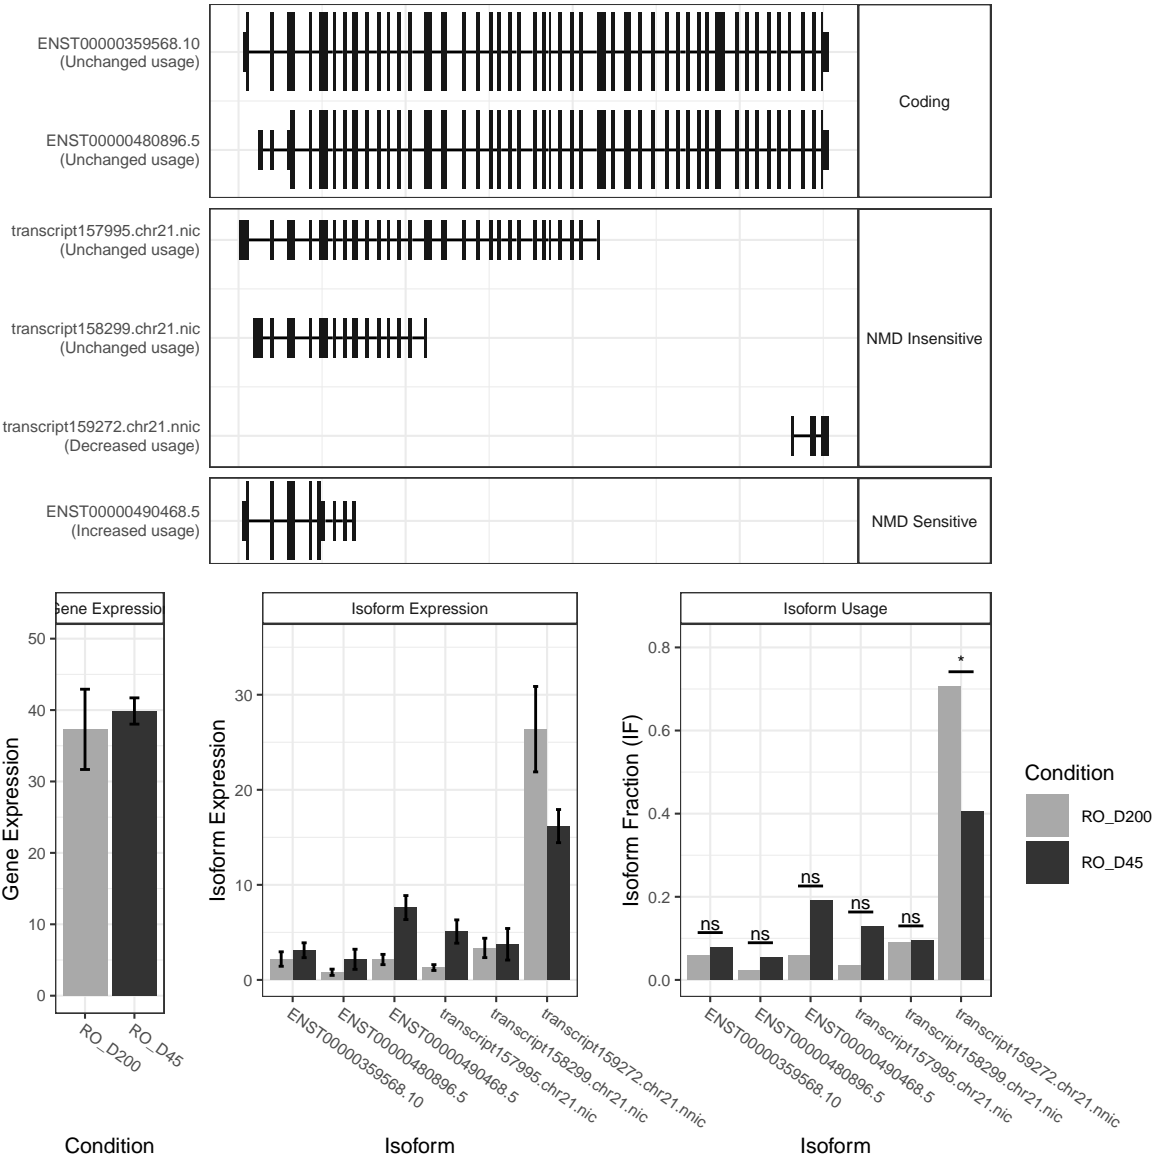 ENST00000359568.10
(Unchanged usage)
ENST00000480896.5
(Unchanged usage)
Coding
transcript157995.chr21.nic
(Unchanged usage)
transcript158299.chr21.nic
(Unchanged usage)
transcript159272.chr21.nnic
(Decreased usage)
NMD Insensitive
ENST00000490468.5
(Increased usage)
NMD Sensitive
Gene Expression
Gene Expression
50
40
30
20
10
0
RO_D200
RO_D45
Condition
Isoform Expression
Isoform Expression
30
20
10
0
ENST00000359568.10
ENST00000480896.5
ENST00000490468.5
transcript157995.chr21.nic
transcript158299.chr21.nic
transcript159272.chr21.nnic
Isoform
Isoform Usage
Isoform Fraction (IF)
0.8
0.6
0.4
0.2
0.0
ns
ns
ns
ns
ns
*
ENST00000359568.10
ENST00000480896.5
ENST00000490468.5
transcript157995.chr21.nic
transcript158299.chr21.nic
transcript159272.chr21.nnic
Isoform
Condition
RO_D200
RO_D45